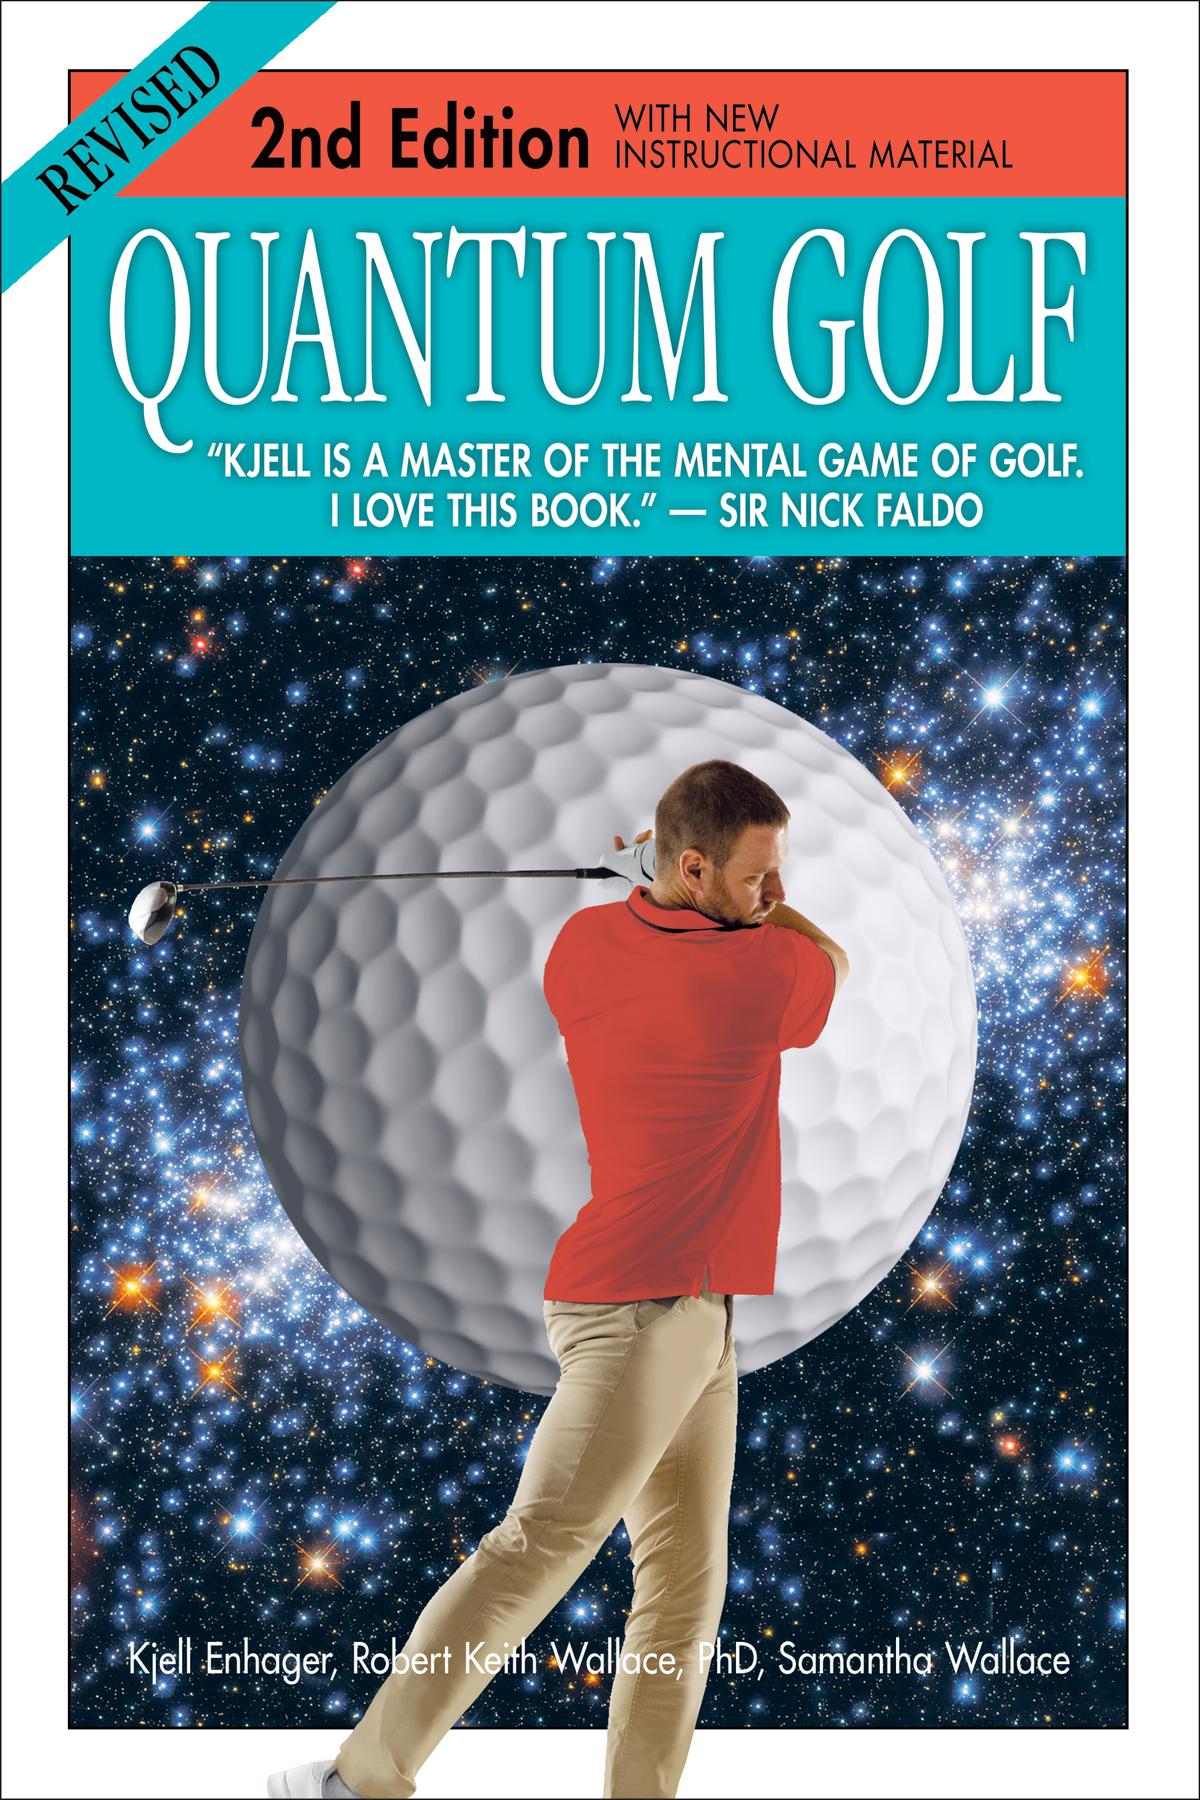 REVISED
2nd Edition
WITH NEW
INSTRUCTIONAL MATERIAL
QUANTUM GOLF
“KJELL IS A MASTER OF THE MENTAL GAME OF GOLF.
I LOVE THIS BOOK.” — SIR NICK FALDO
Kjell Enhager, Robert Keith Wallace, PhD, Samantha Wallace